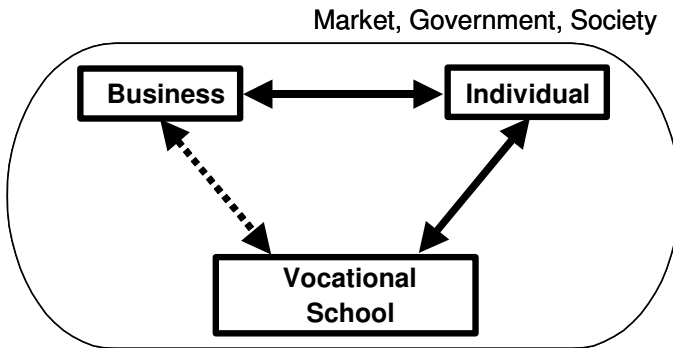 Market, Government, Society
Business
Individual
Vocational
School